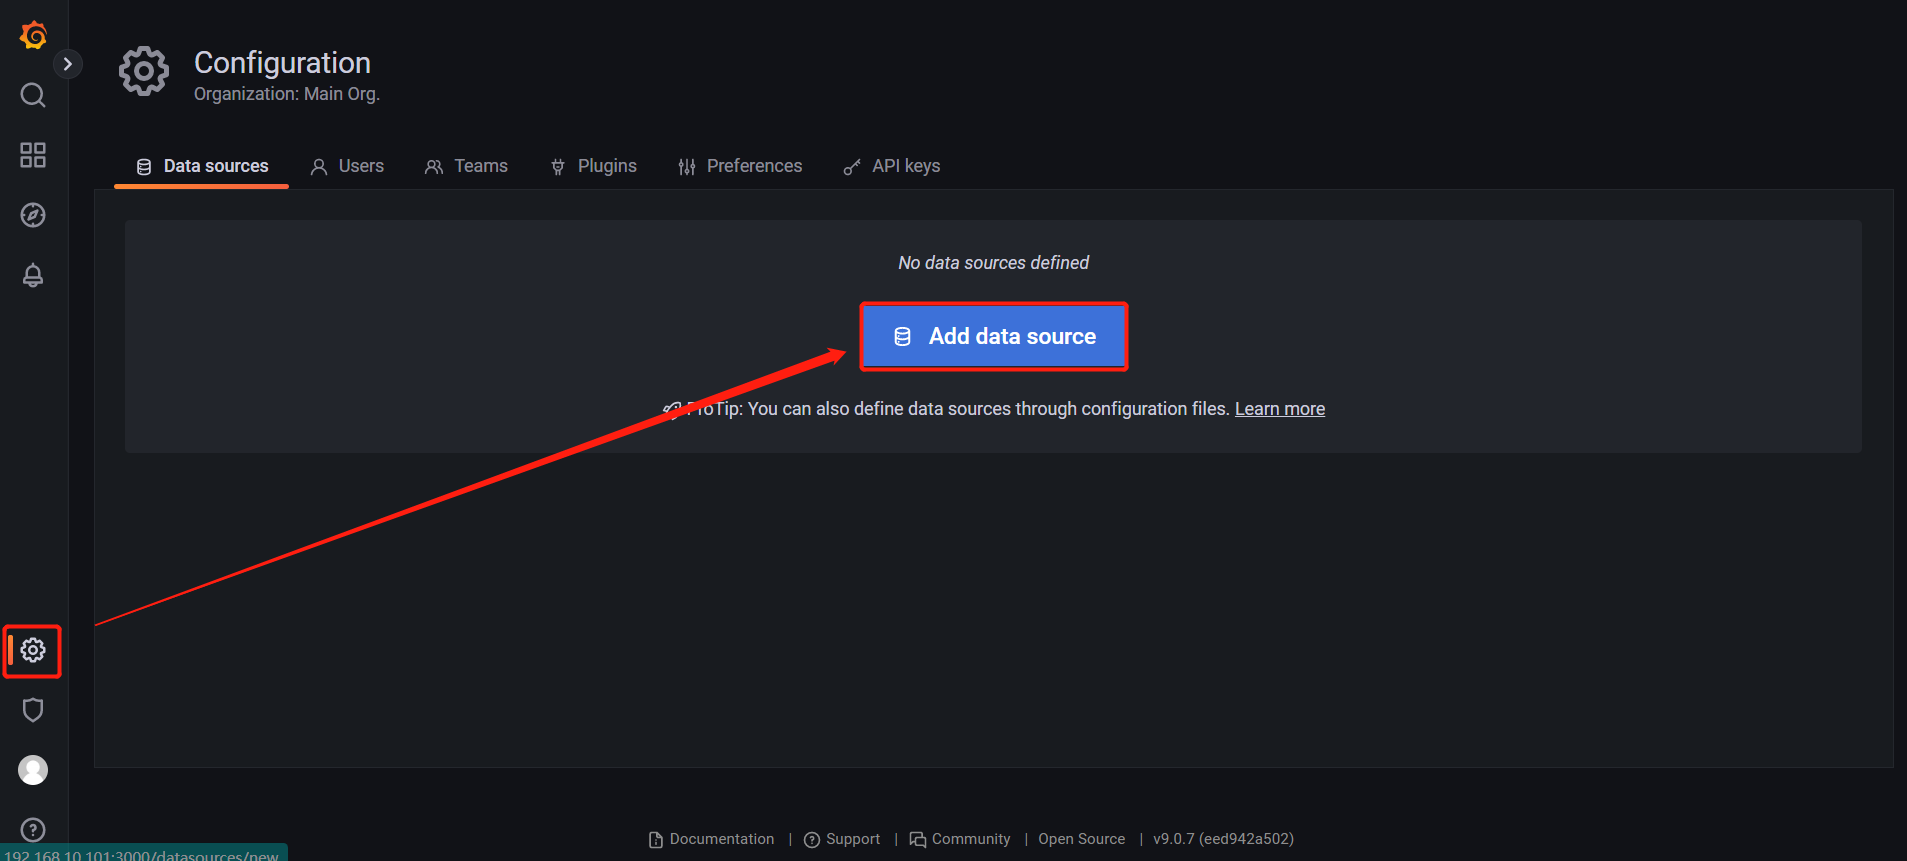 Configuration
Organization: Main Org.
Data sources
Users
Teams
Plugins
Preferences
API keys
No data sources defined
Add data source
ProTip: You can also define data sources through configuration files. Learn more
Documentation | Support | Community | Open Source | v9.0.7 (eed942a502)
192.168.10.101:3000/datasources/new